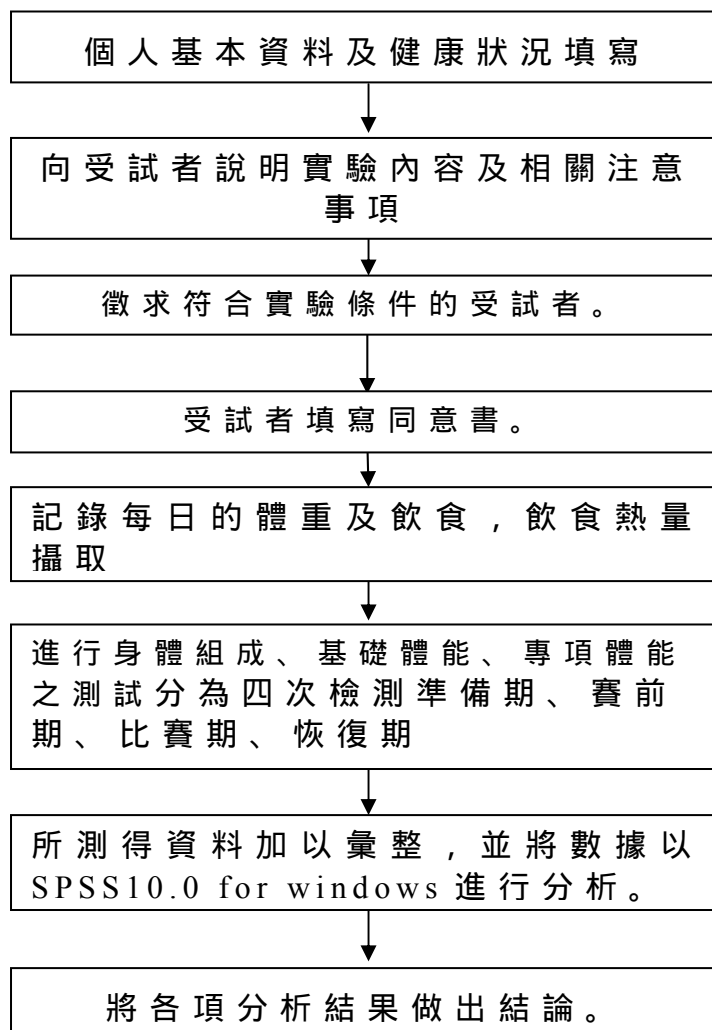 個人基本資料及健康狀況填寫
向受試者說明實驗內容及相關注意
事項
徵求符合實驗條件的受試者。
受試者填寫同意書。
記錄每日的體重及飲食，飲食熱量
攝取
進行身體組成、基礎體能、專項體能
之測試分為四次檢測準備期、賽前
期、比賽期、恢復期
所測得資料加以彙整，並將數據以
SPSS10.0 for windows 進行分析。
將各項分析結果做出結論。